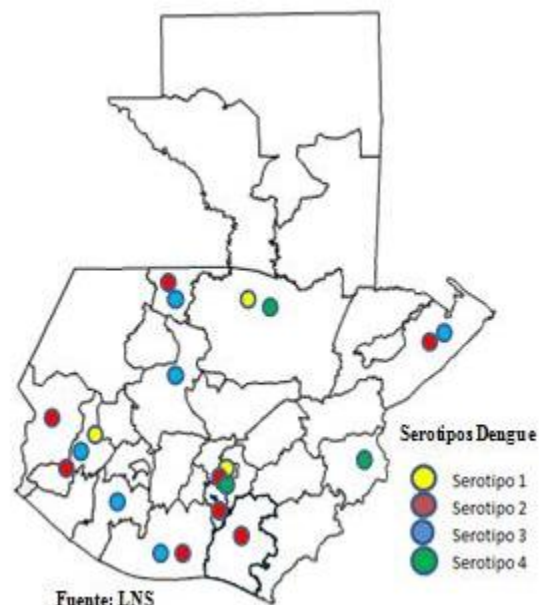 Serotipos Dengue
Serotipo 1
Serotipo 2
Serotipo 3
Serotipo 4
Fuente: LNS